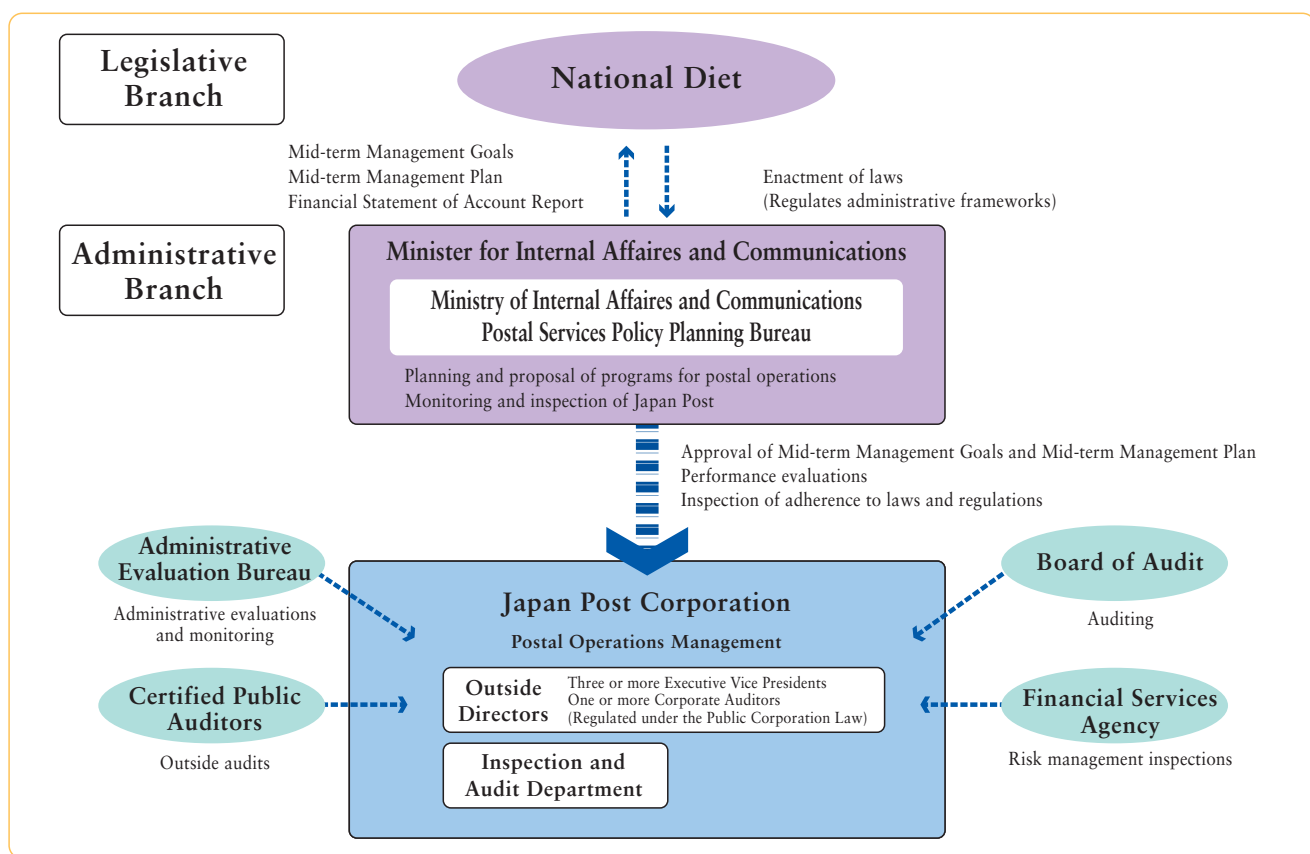 Legislative
Branch
National Diet
Mid-term Management Goals
Mid-term Management Plan
Financial Statement of Account Report
Enactment of laws
(Regulates administrative frameworks)
Administrative
Branch
Minister for Internal Affaires and Communications
Ministry of Internal Affaires and Communications
Postal Services Policy Planning Bureau
Planning and proposal of programs for postal operations
Monitoring and inspection of Japan Post
Approval of Mid-term Management Goals and Mid-term Management Plan
Performance evaluations
Inspection of adherence to laws and regulations
Administrative
Evaluation Bureau
Administrative evaluations
and monitoring
Certified Public
Auditors
Outside audits
Japan Post Corporation
Postal Operations Management
Outside
Directors
Three or more Executive Vice Presidents
One or more Corporate Auditors
(Regulated under the Public Corporation Law)
Inspection and
Audit Department
Board of Audit
Auditing
Financial Services
Agency
Risk management inspections